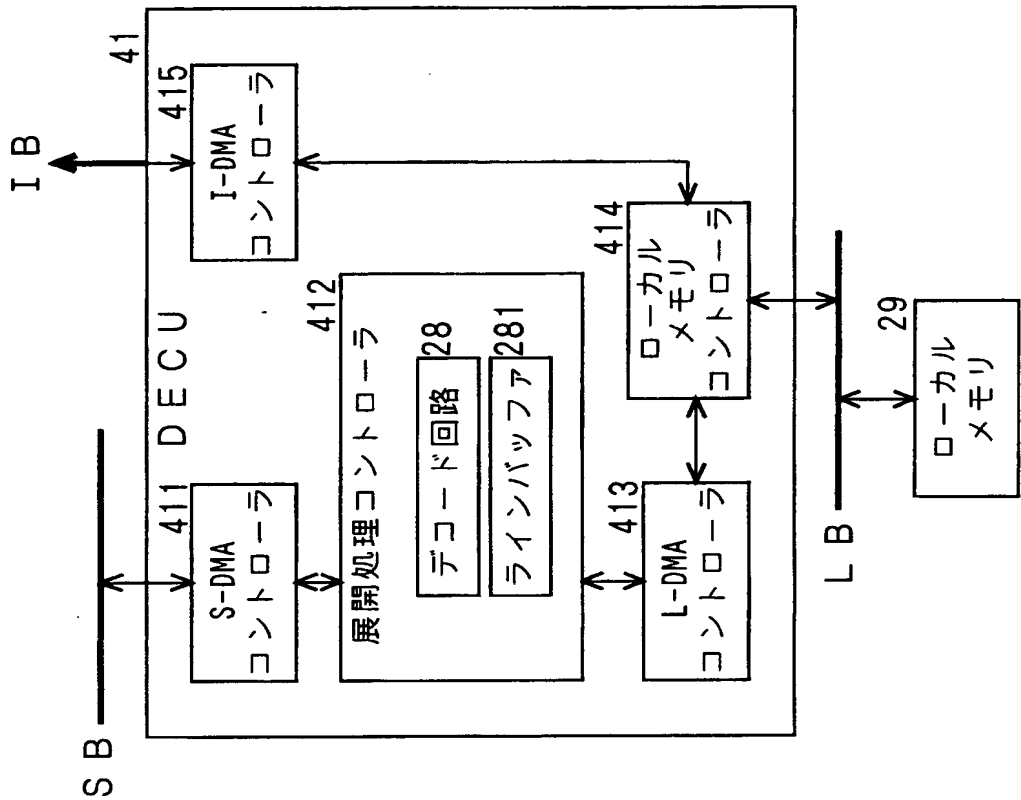 SB
IB
41
DECU
411
S-DMA
コントローラ
415
I-DMA
コントローラ
412
展開処理コントローラ
デコード回路
28
ラインバッファ
281
413
L-DMA
コントローラ
414
ローカル
メモリ
コントローラ
LB
29
ローカル
メモリ